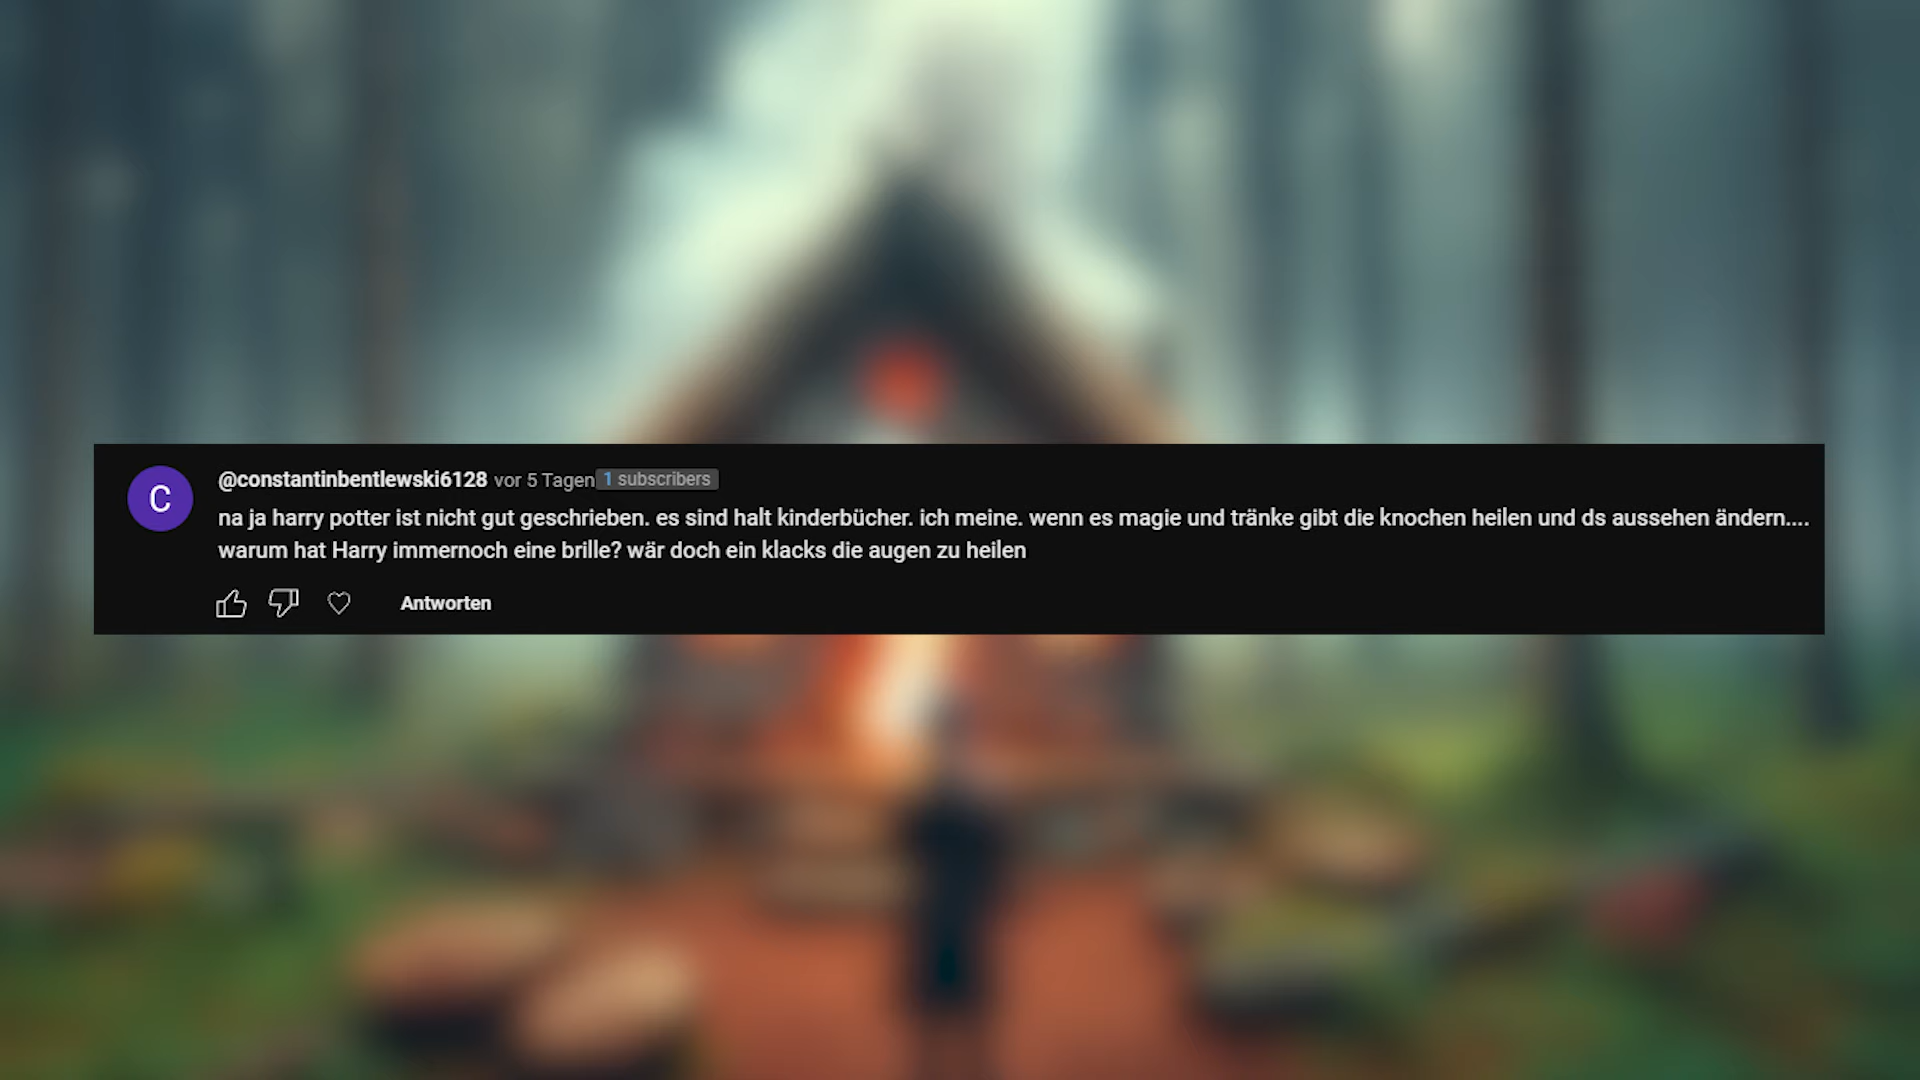 C
@constantinbentlewski6128 vor 5 Tagen 1 subscribers
na ja harry potter ist nicht gut geschrieben. es sind halt kinderbücher. ich meine. wenn es magie und tränke gibt die knochen heilen und ds aussehen ändern....
warum hat Harry immernoch eine brille? wär doch ein klacks die augen zu heilen
Antworten